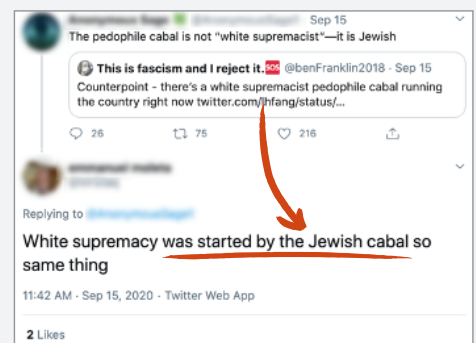 Sep 15
The pedophile cabal is not "white supremacist"—it is Jewish
This is fascism and I reject it. SOS @benFranklin2018 · Sep 15
Counterpoint - there's a white supremacist pedophile cabal running
the country right now twitter.com/lhfang/status/...
26 75 216
Replying to
White supremacy was started by the Jewish cabal so
same thing
11:42 AM · Sep 15, 2020 · Twitter Web App
2 Likes